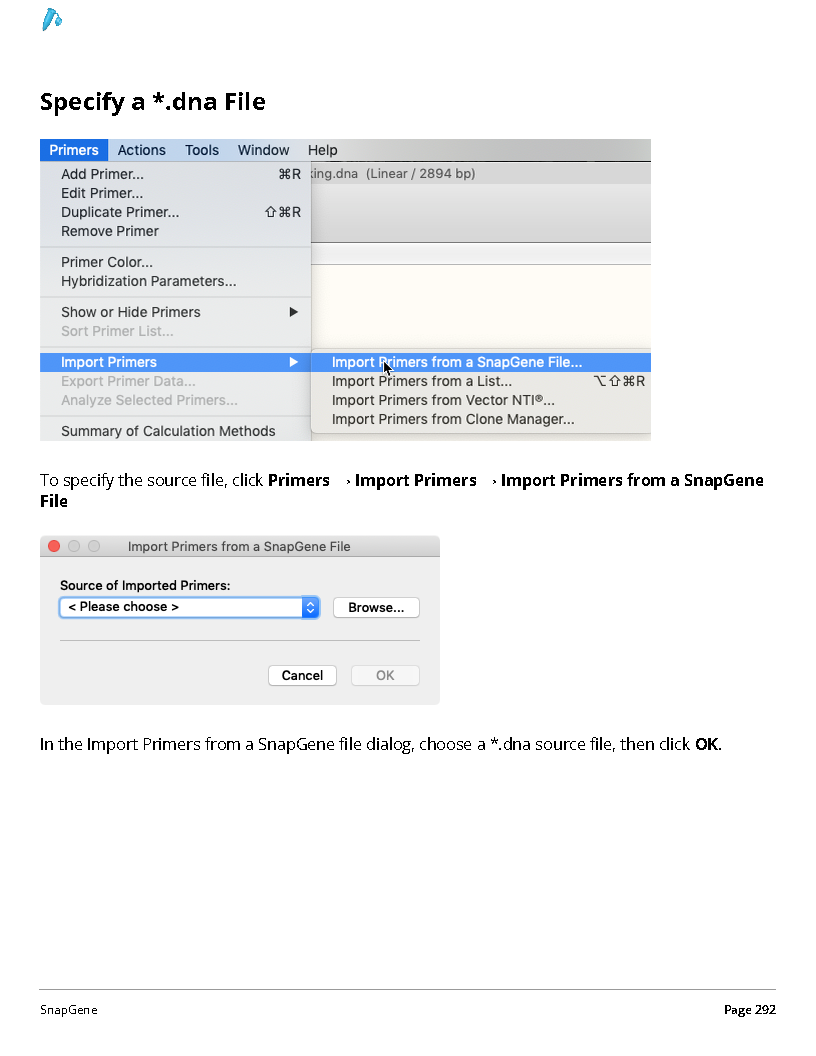 Specify a *.dna File
Primers Actions Tools Window Help
Add Primer... ⌘R
king.dna (Linear / 2894 bp)
Edit Primer...
Duplicate Primer... ⇧⌘R
Remove Primer
Primer Color...
Hybridization Parameters...
Show or Hide Primers ▶
Sort Primer List...
Import Primers ▶
Import Primers from a SnapGene File...
Export Primer Data...
Import Primers from a List... ⌥⇧⌘R
Analyze Selected Primers...
Import Primers from Vector NTI®...
Import Primers from Clone Manager...
Summary of Calculation Methods
To specify the source file, click Primers → Import Primers → Import Primers from a SnapGene
File
Import Primers from a SnapGene File
Source of Imported Primers:
< Please choose > Browse...
Cancel OK
In the Import Primers from a SnapGene file dialog, choose a *.dna source file, then click OK.
SnapGene Page 292